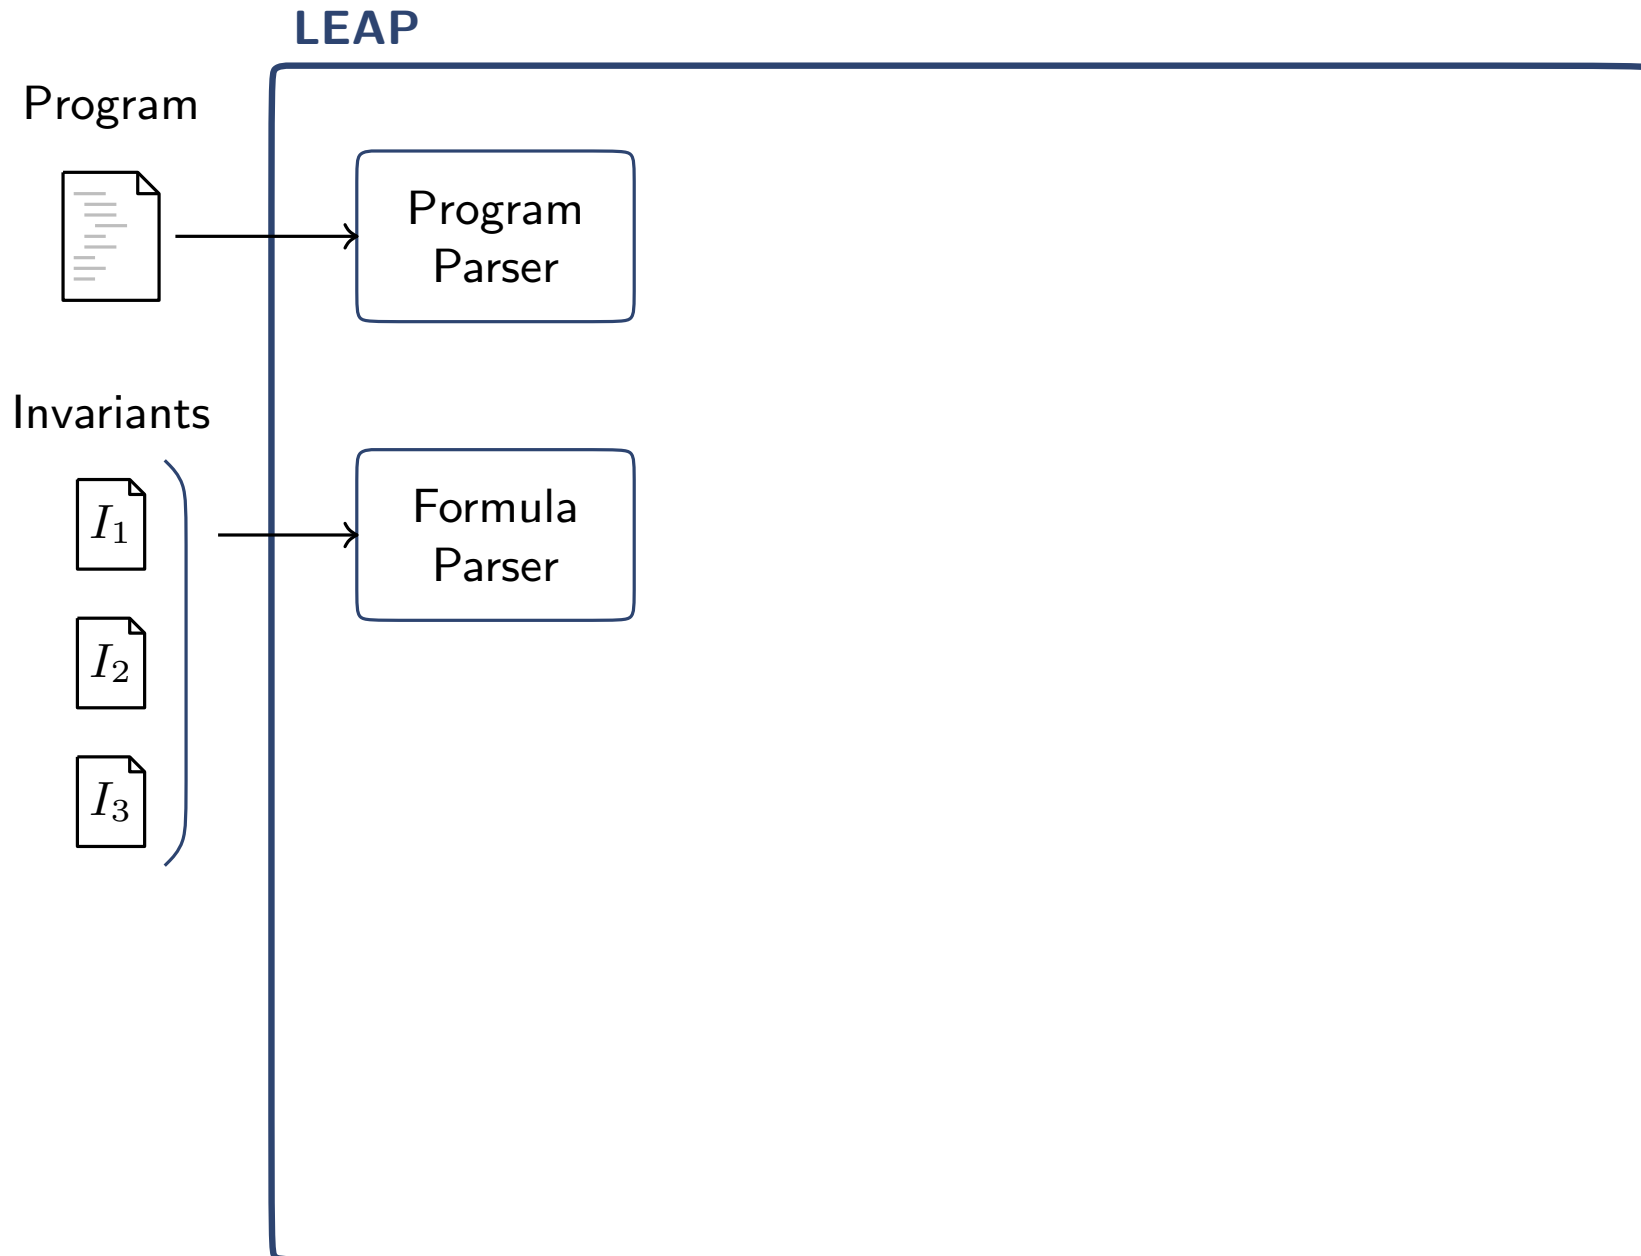 LEAP
Program
Program
Parser
Invariants
I₁
Formula
Parser
I₂
I₃